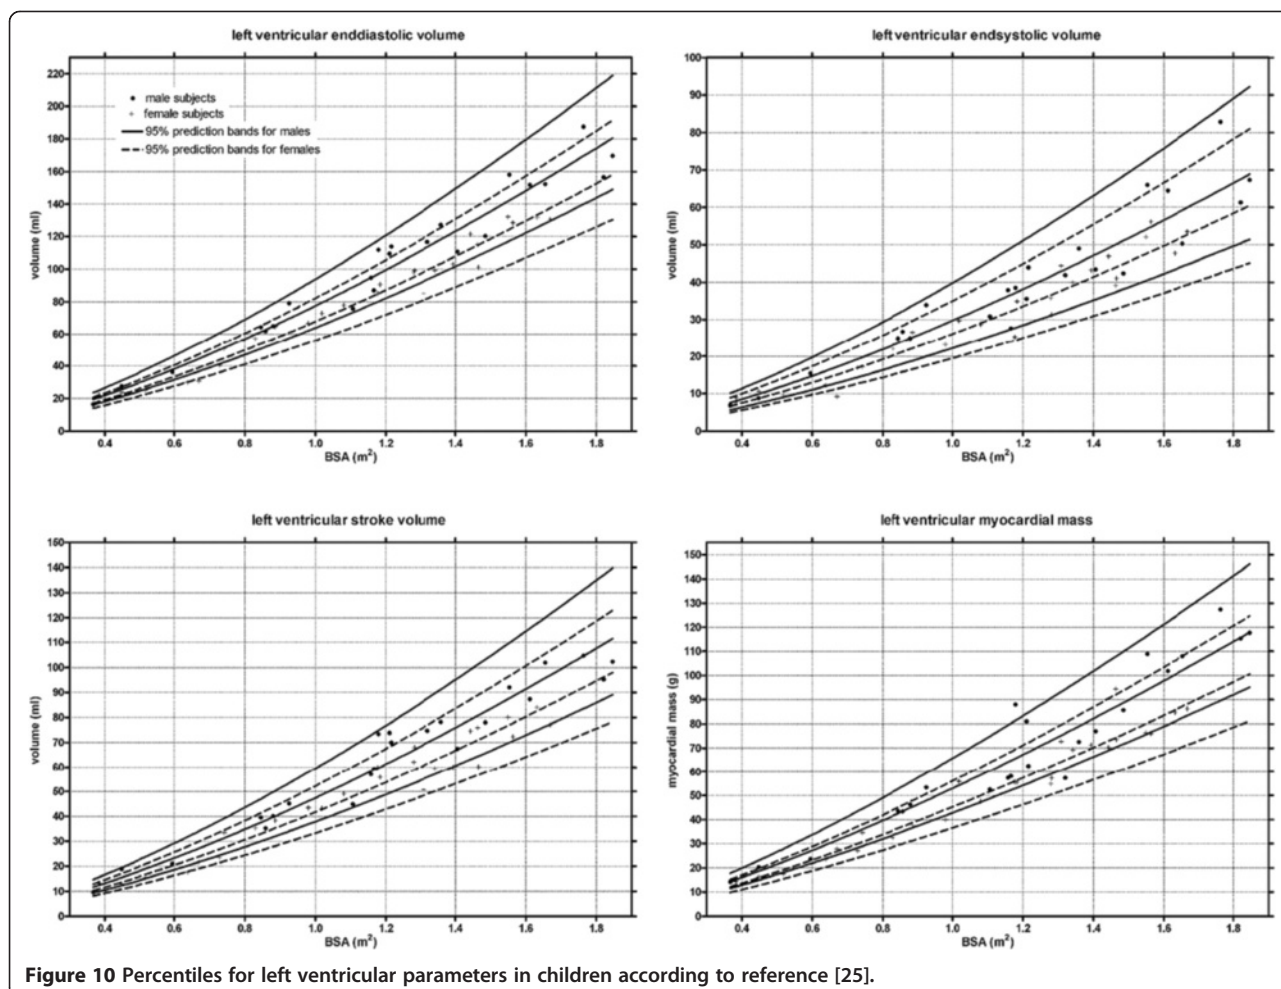 left ventricular enddiastolic volume
volume (ml)
220
200
180
160
140
120
100
80
60
40
20
0
male subjects
female subjects
95% prediction bands for males
95% prediction bands for females
0.4 0.6 0.8 1.0 1.2 1.4 1.6 1.8
BSA (m²)
left ventricular endsystolic volume
volume (ml)
100
90
80
70
60
50
40
30
20
10
0
0.4 0.6 0.8 1.0 1.2 1.4 1.6 1.8
BSA (m²)
left ventricular stroke volume
volume (ml)
150
140
130
120
110
100
90
80
70
60
50
40
30
20
10
0
0.4 0.6 0.8 1.0 1.2 1.4 1.6 1.8
BSA (m²)
left ventricular myocardial mass
myocardial mass (g)
150
140
130
120
110
100
90
80
70
60
50
40
30
20
10
0
0.4 0.6 0.8 1.0 1.2 1.4 1.6 1.8
BSA (m²)
Figure 10 Percentiles for left ventricular parameters in children according to reference [25].